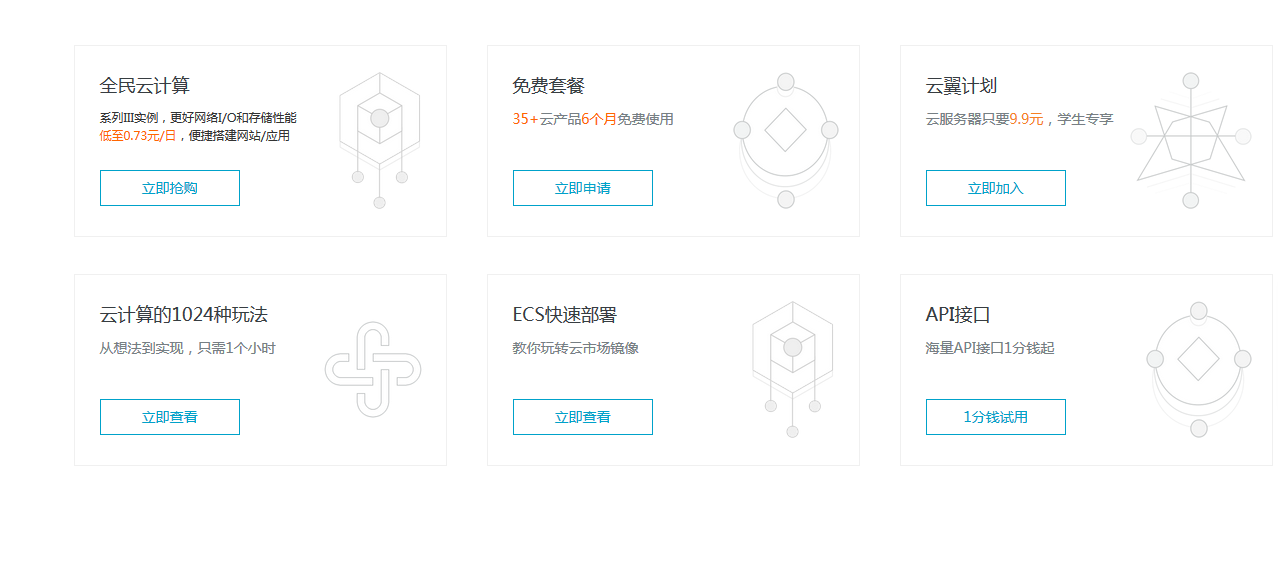 全民云计算
系列III实例，更好网络I/O和存储性能
低至0.73元/日，便捷搭建网站/应用
立即抢购
免费套餐
35+云产品6个月免费使用
立即申请
云翼计划
云服务器只要9.9元，学生专享
立即加入
云计算的1024种玩法
从想法到实现，只需1个小时
立即查看
ECS快速部署
教你玩转云市场镜像
立即查看
API接口
海量API接口1分钱起
1分钱试用